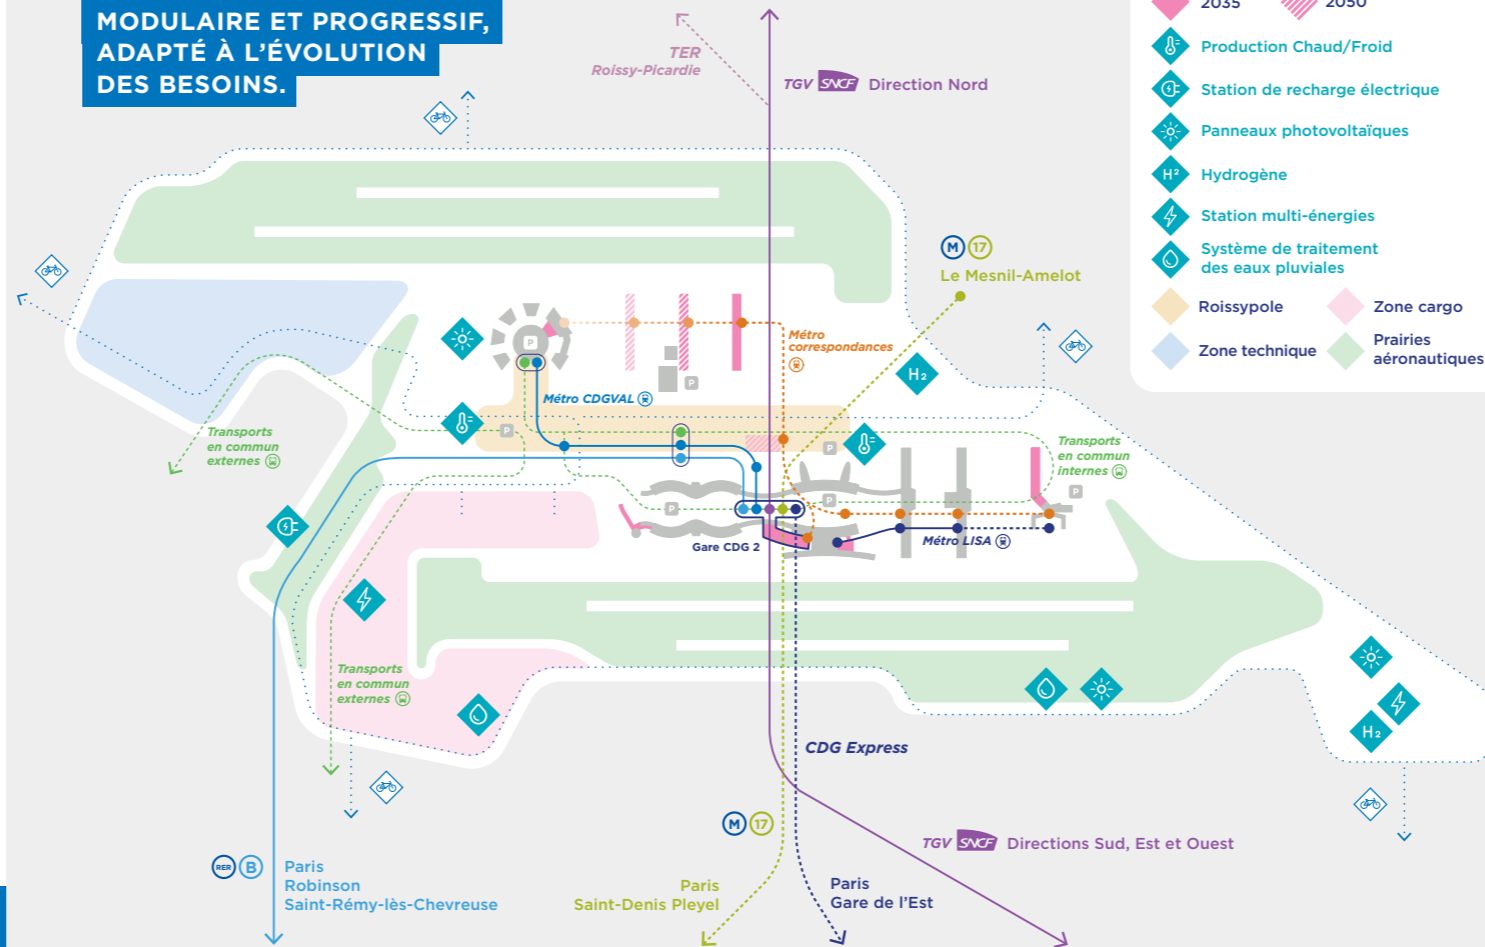 MODULAIRE ET PROGRESSIF,
ADAPTÉ À L'ÉVOLUTION
DES BESOINS.
TER
Roissy-Picardie
TGV SNCF Direction Nord
2035
2050
Production Chaud/Froid
Station de recharge électrique
Panneaux photovoltaïques
H2 Hydrogène
Station multi-énergies
Système de traitement
des eaux pluviales
Roissypole
Zone cargo
Zone technique
Prairies
aéronautiques
M 17
Le Mesnil-Amelot
Métro
correspondances
P
H2
Métro CDGVAL
P
P
P
Transports
en commun
externes
Transports
en commun
internes
P
P
P
Gare CDG 2
Métro LISA
Transports
en commun
externes
H2
CDG Express
M 17
TGV SNCF Directions Sud, Est et Ouest
RER B
Paris
Robinson
Saint-Rémy-lès-Chevreuse
Paris
Saint-Denis Pleyel
Paris
Gare de l'Est